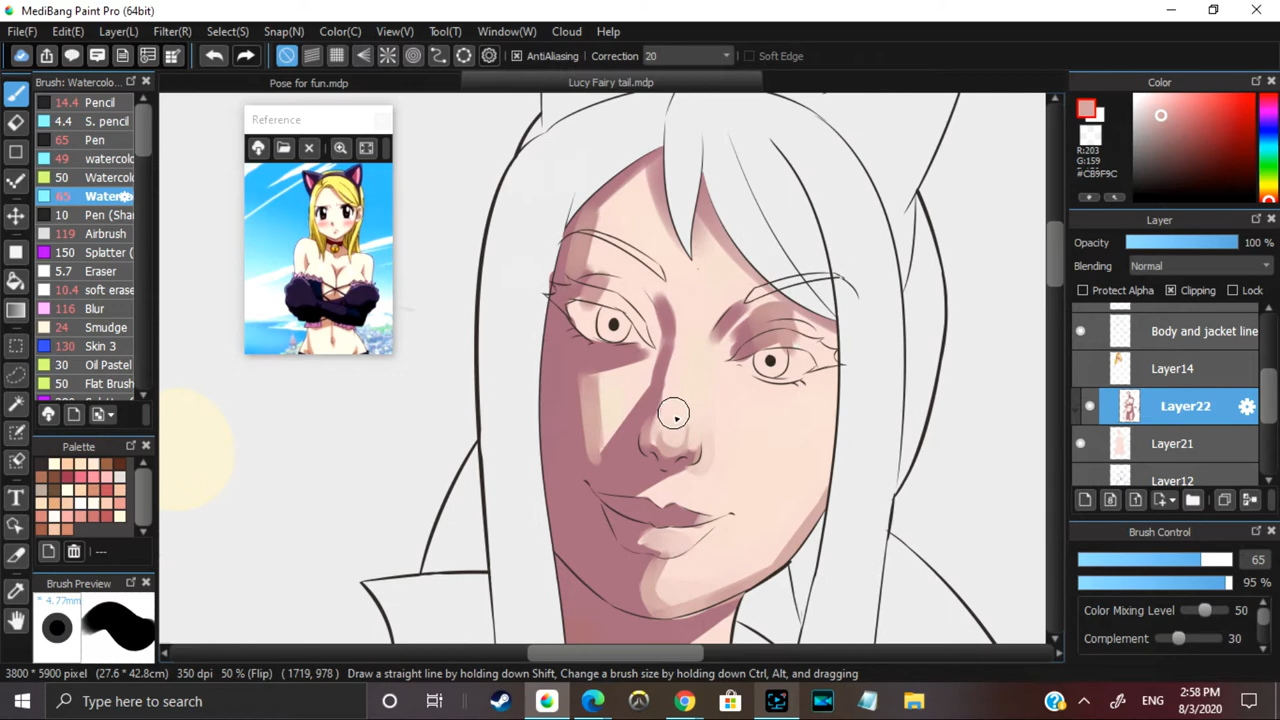 MediBang Paint Pro (64bit)
File(F) Edit(E) Layer(L) Filter(R) Select(S) Snap(N) Color(C) View(V) Tool(T) Window(W) Cloud Help
AntiAliasing Correction 20 Soft Edge
Brush: Watercolo...
Pose for fun.mdp
Lucy Fairy tail.mdp
Color
14.4 Pencil
4.4 S. pencil
65 Pen
49 watercolo
50 Watercolo
65 Water
10 Pen (Sha
119 Airbrush
150 Splatter (
5.7 Eraser
10.4 soft erase
116 Blur
24 Smudge
130 Skin 3
30 Oil Pastel
50 Flat Brush
Reference
R:203
G:159
#CB9F9C
Layer
Opacity 100 %
Blending Normal
Protect Alpha Clipping Lock
Body and jacket line
Layer14
Layer22
Layer21
Layer12
Palette
---
Brush Preview
* 4.77mm
Brush Control
65
95 %
Color Mixing Level 50
Complement 30
3800 * 5900 pixel (27.6 * 42.8cm) 350 dpi 50 % (Flip) ( 1719, 978 ) Draw a straight line by holding down Shift, Change a brush size by holding down Ctrl, Alt, and dragging
Type here to search
ENG
2:58 PM
8/3/2020